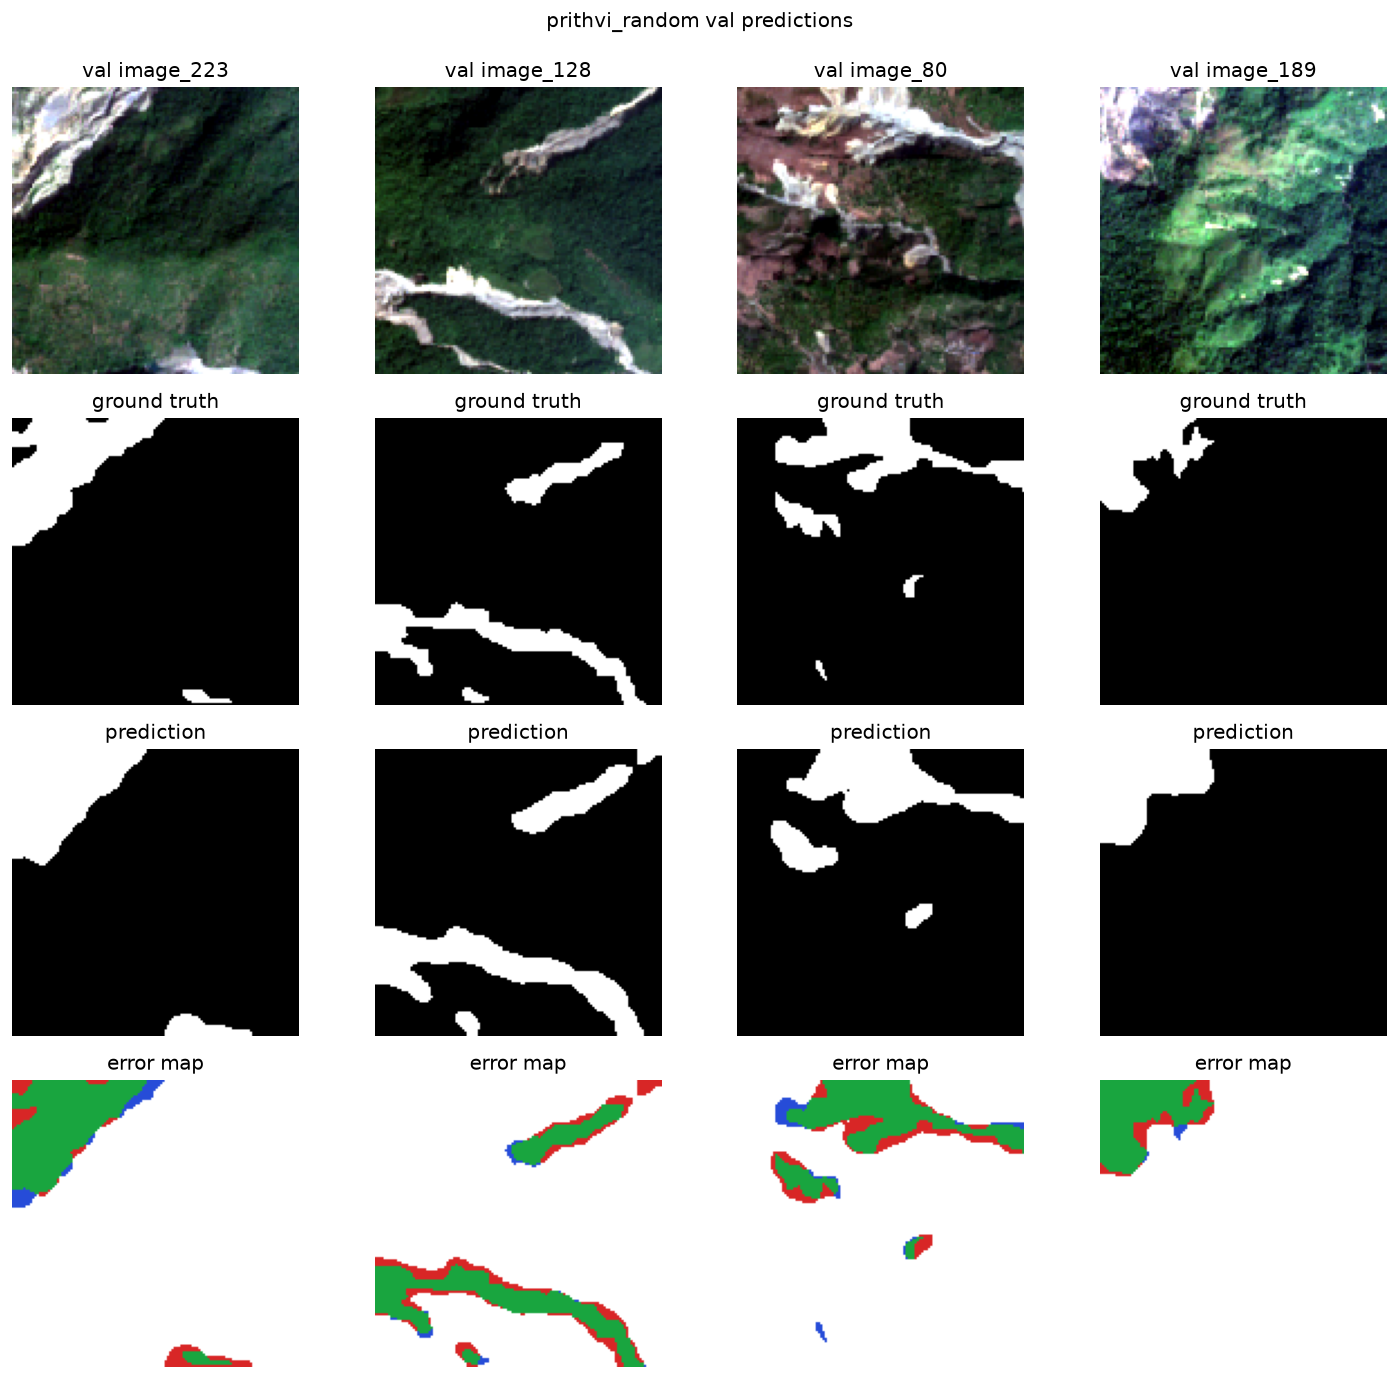 prithvi_random val predictions
val image_223
val image_128
val image_80
val image_189
ground truth
ground truth
ground truth
ground truth
prediction
prediction
prediction
prediction
error map
error map
error map
error map